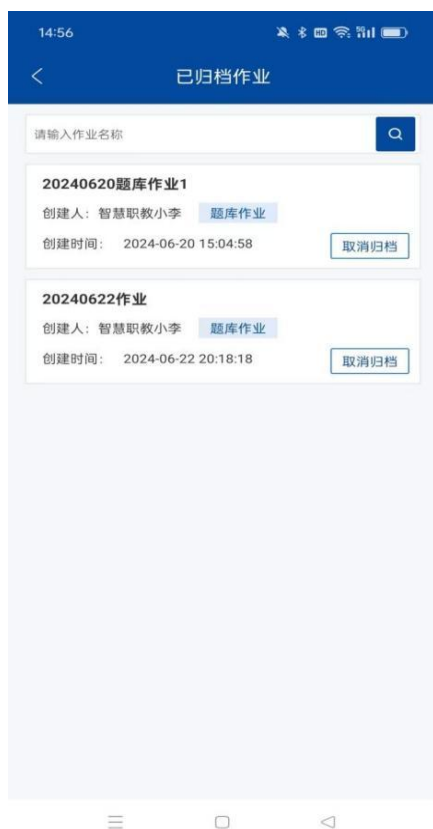 14:56
已归档作业
请输入作业名称
20240620题库作业1
创建人：智慧职教小李 题库作业
创建时间： 2024-06-20 15:04:58 取消归档
20240622作业
创建人：智慧职教小李 题库作业
创建时间： 2024-06-22 20:18:18 取消归档